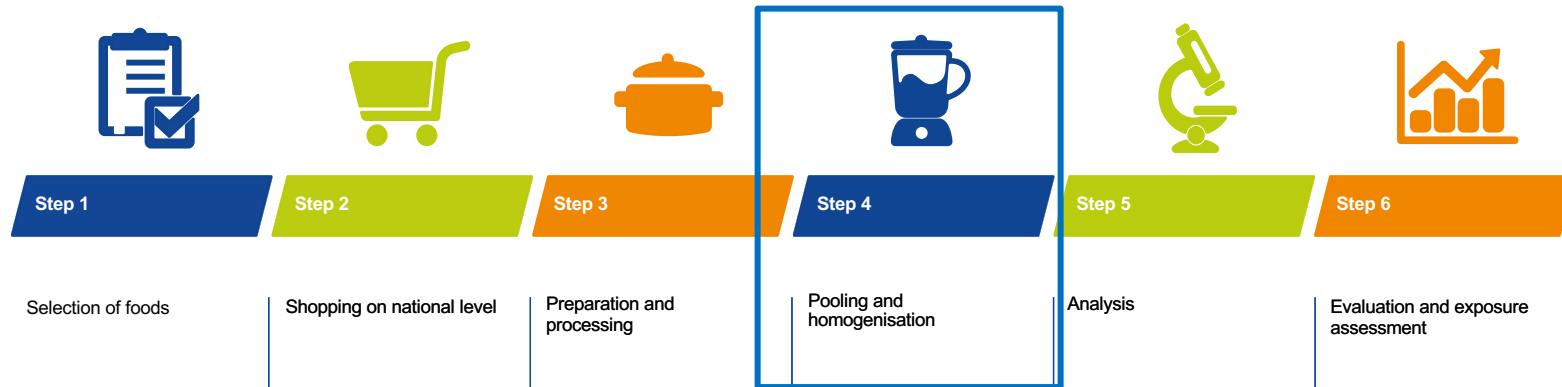 Step 1
Step 2
Step 3
Step 4
Step 5
Step 6
Selection of foods
Shopping on national level
Preparation and
processing
Pooling and
homogenisation
Analysis
Evaluation and exposure
assessment